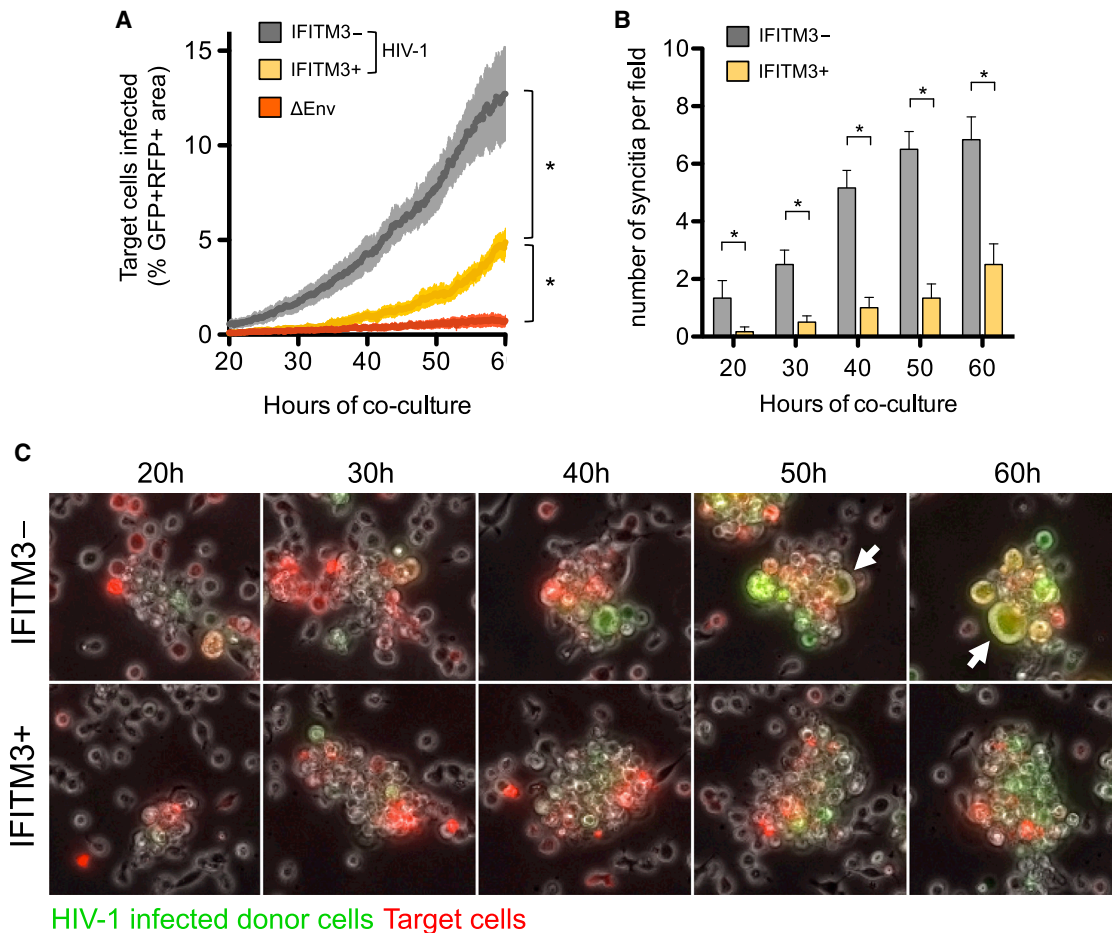 A
IFITM3–
IFITM3+
HIV-1
ΔEnv
Target cells infected
(% GFP+RFP+ area)
15
10
5
0
*
*
20 30 40 50 60
Hours of co-culture
B
IFITM3–
IFITM3+
number of syncitia per field
10
8
6
4
2
0
* * * * *
20 30 40 50 60
Hours of co-culture
C
20h 30h 40h 50h 60h
IFITM3–
IFITM3+
HIV-1 infected donor cells Target cells